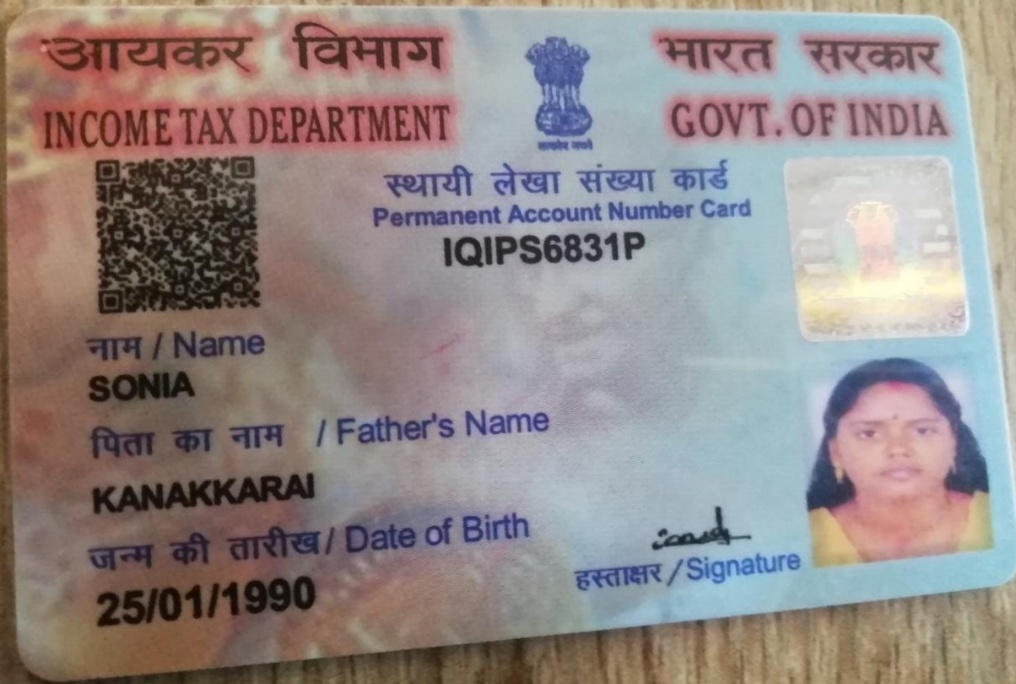 आयकर विभाग
INCOME TAX DEPARTMENT
भारत सरकार
GOVT. OF INDIA
सत्यमेव जयते
स्थायी लेखा संख्या कार्ड
Permanent Account Number Card
IQIPS6831P
नाम / Name
SONIA
पिता का नाम / Father's Name
KANAKKARAI
जन्म की तारीख / Date of Birth
25/01/1990
हस्ताक्षर / Signature